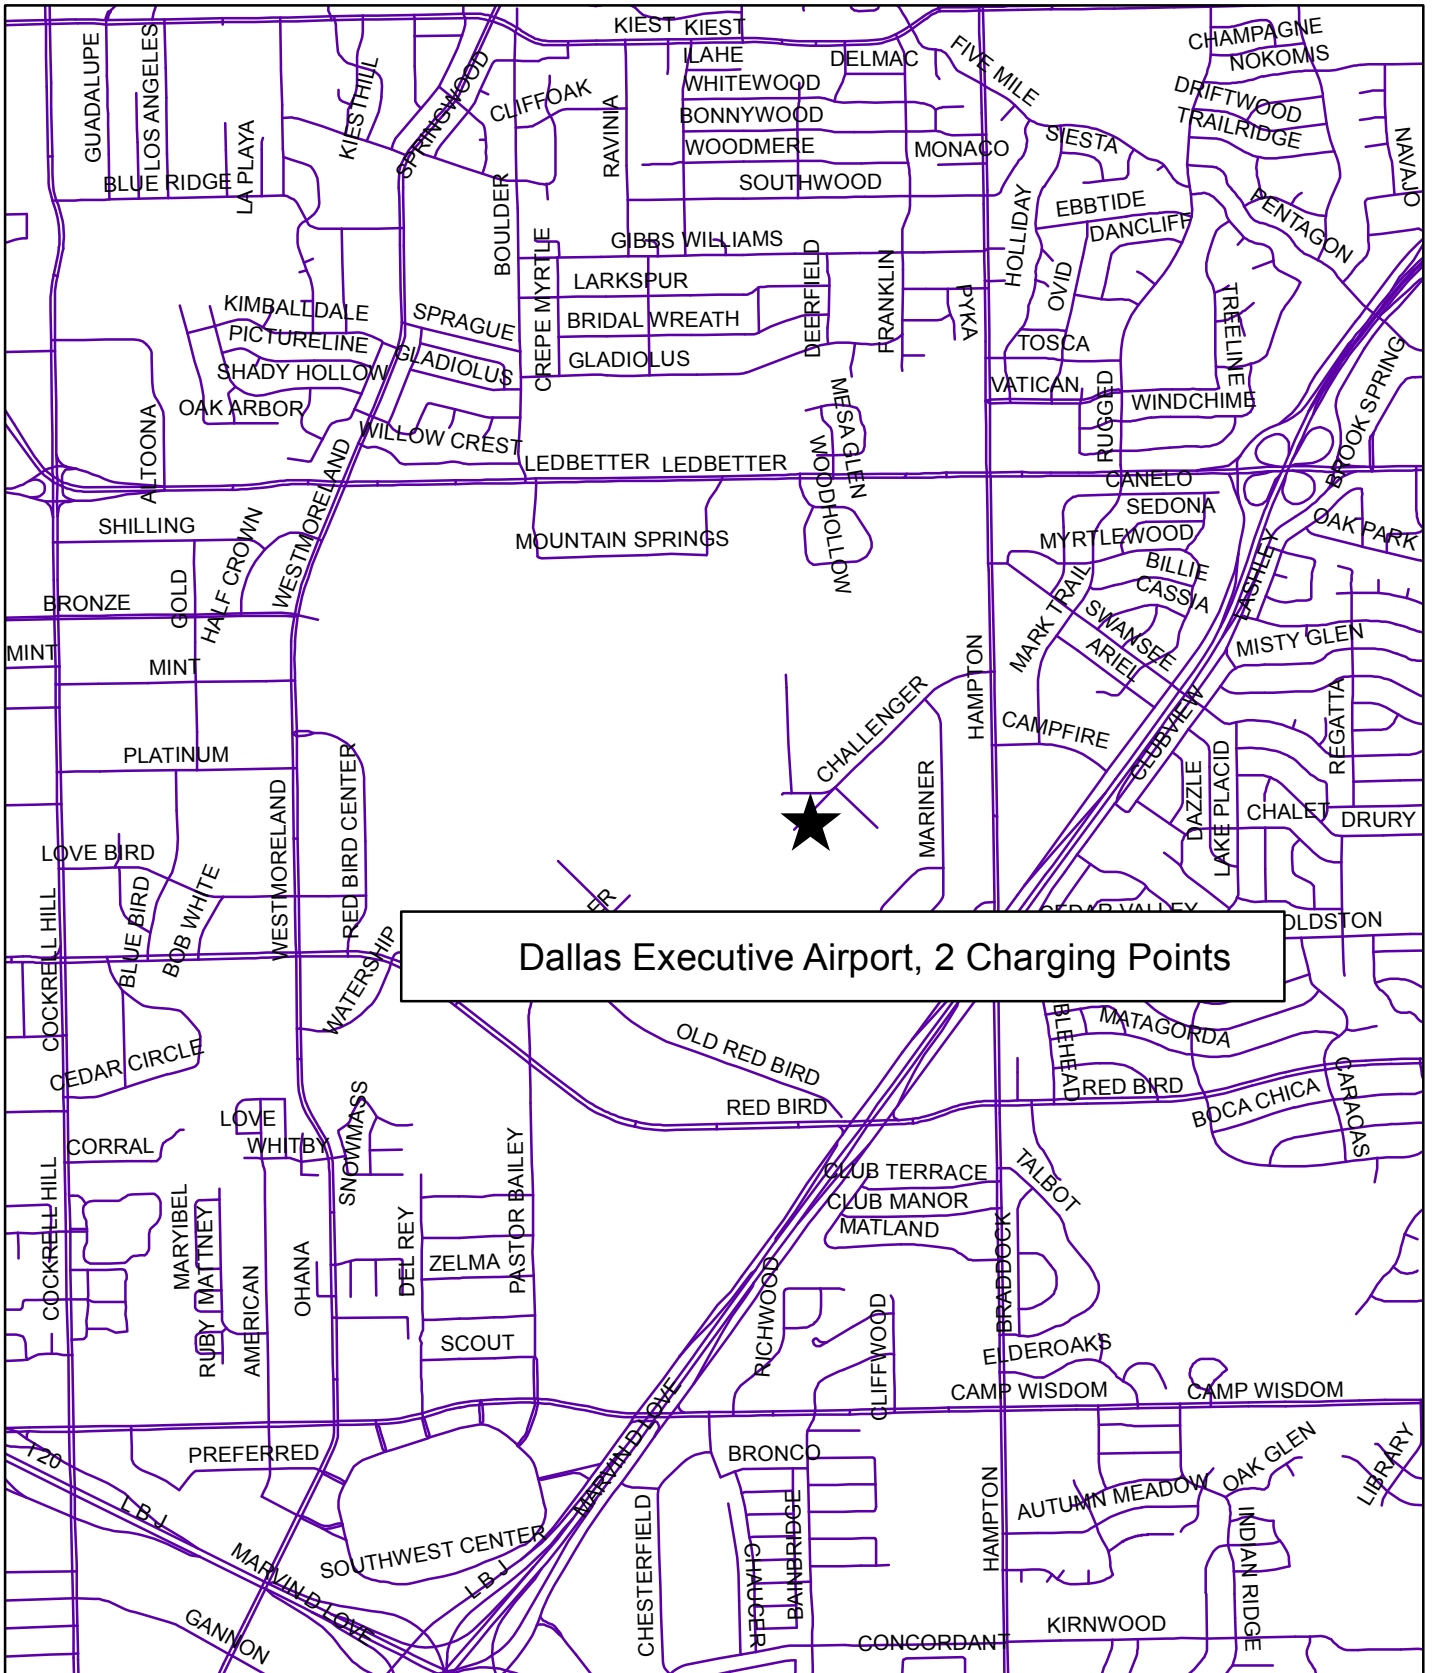 KIEST KIEST
GUADALUPE
LOS ANGELES
KIESTHILL
SPRINGWOOD
ILAHE
DELMAC
FIVE MILE
CHAMPAGNE
NOKOMIS
WHITEWOOD
CLIFFOAK
DRIFTWOOD
BONNYWOOD
TRAILRIDGE
RAVINIA
LA PLAYA
WOODMERE
MONACO
SIESTA
NAVAJO
BLUE RIDGE
SOUTHWOOD
BOULDER
HOLLIDAY
EBBTIDE
PENTAGON
DANCLIFF
GIBBS WILLIAMS
CREPE MYRTLE
LARKSPUR
DEERFIELD
FRANKLIN
PYKA
OVID
TREELINE
KIMBALLDALE
SPRAGUE
BRIDAL WREATH
PICTURELINE
GLADIOLUS
GLADIOLUS
TOSCA
BROOK SPRING
SHADY HOLLOW
VATICAN
RUGGED
WINDCHIME
OAK ARBOR
ALTOONA
MESA GLEN
WILLOW CREST
WOODHOLLOW
LEDBETTER LEDBETTER
WESTMORELAND
CANELO
SEDONA
SHILLING
HALF CROWN
MOUNTAIN SPRINGS
MYRTLEWOOD
OAK PARK
LASHLEY
BILLIE
CASSIA
GOLD
BRONZE
MARK TRAIL
SWANSEE
ARIEL
MISTY GLEN
MINT
MINT
HAMPTON
CHALLENGER
CAMPFIRE
CLUBVIEW
REGATTA
PLATINUM
RED BIRD CENTER
WESTMORELAND
MARINER
DAZZLE
LAKE PLACID
CHALET
DRURY
LOVE BIRD
COCKRELL HILL
BLUE BIRD
BOB WHITE
ER
CEDAR VALLEY
OLDSTON
Dallas Executive Airport, 2 Charging Points
WATERSHIP
BLEHEAD
MATAGORDA
OLD RED BIRD
CEDAR CIRCLE
RED BIRD
RED BIRD
BOCA CHICA
CARACAS
LOVE
SNOWMASS
CORRAL
WHITBY
PASTOR BAILEY
CLUB TERRACE
TALBOT
COCKRELL HILL
CLUB MANOR
MATLAND
MARYIBEL
MATTNEY
RUBY
AMERICAN
OHANA
DEL REY
ZELMA
BRADDOCK
RICHWOOD
CLIFFWOOD
SCOUT
ELDEROAKS
CAMP WISDOM
CAMP WISDOM
MARVIN D LOVE
PREFERRED
BRONCO
OAK GLEN
LIBRARY
I 20
L B J
AUTUMN MEADOW
HAMPTON
CHESTERFIELD
BAINBRIDGE
CHAUCER
INDIAN RIDGE
SOUTHWEST CENTER
L B J
MARVIN D LOVE
GANNON
CONCORDANT
KIRNWOOD